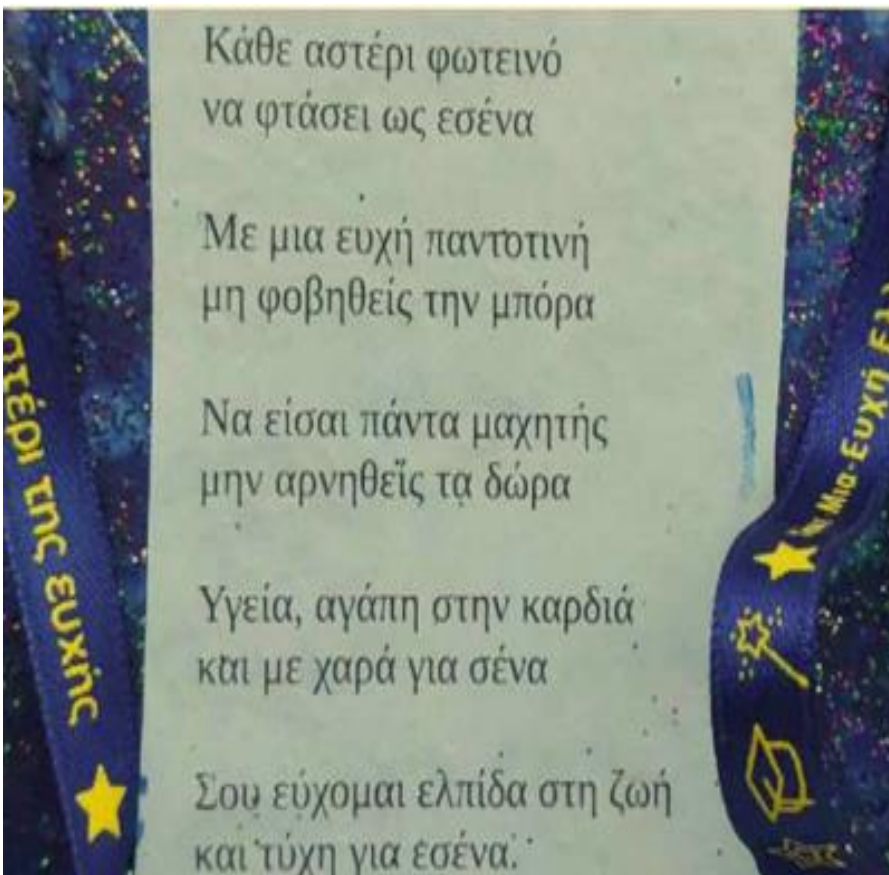 Κάθε αστέρι φωτεινό
να φτάσει ως εσένα
Με μια ευχή παντοτινή
μη φοβηθείς την μπόρα
Να είσαι πάντα μαχητής
μην αρνηθείς τα δώρα
Υγεία, αγάπη στην καρδιά
και με χαρά για σένα
Σου εύχομαι ελπίδα στη ζωή
και τύχη για εσένα.
Αστέρι της ευχής
Μια-Ευχή